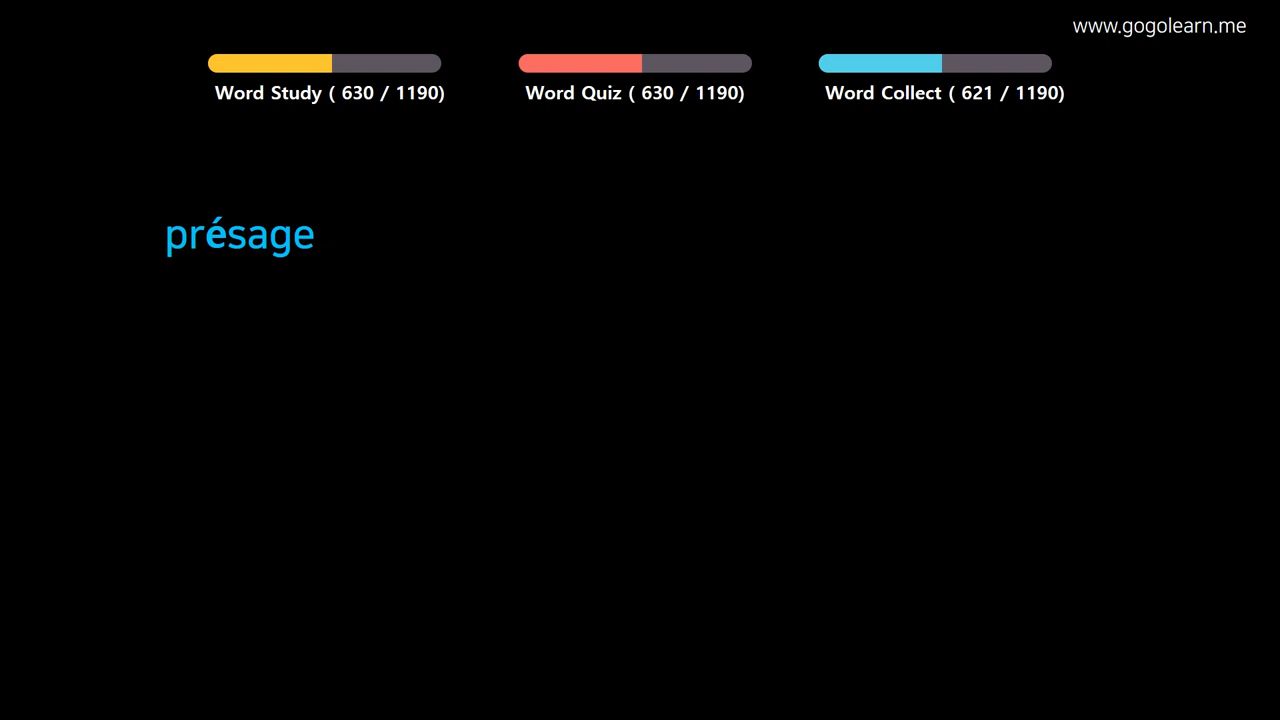 www.gogolearn.me
Word Study ( 630 / 1190)
Word Quiz ( 630 / 1190)
Word Collect ( 621 / 1190)
présage